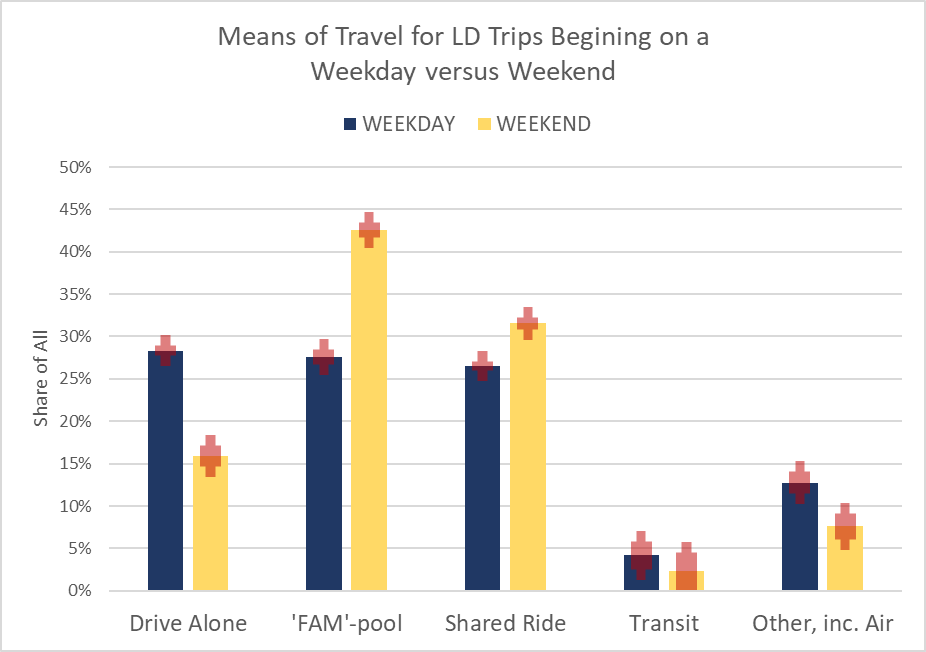 Means of Travel for LD Trips Begining on a
Weekday versus Weekend
WEEKDAY WEEKEND
50%
45%
40%
35%
30%
25%
20%
15%
10%
5%
0%
Share of All
Drive Alone 'FAM'-pool Shared Ride Transit Other, inc. Air